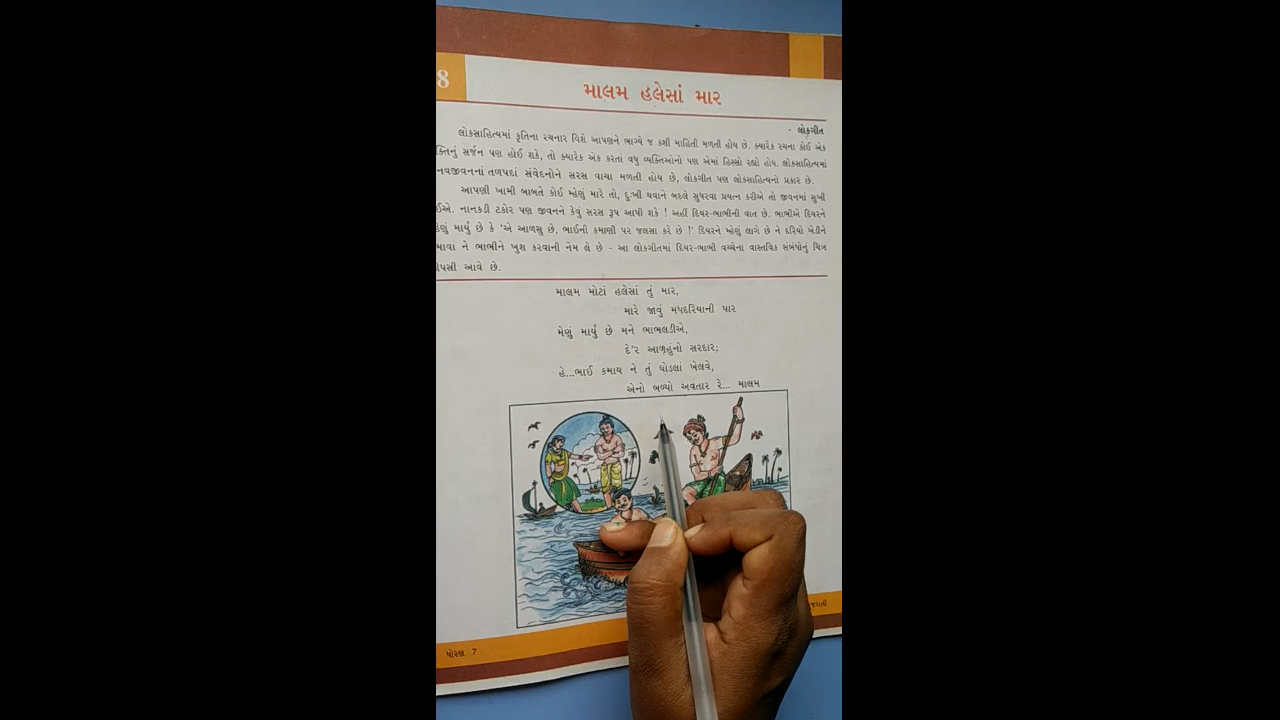 8
માલમ હલેસાં માર
- લોકગીત
લોકસાહિત્યમાં કૃતિના રચનાર વિશે આપણને ભાગ્યે જ કશી માહિતી મળતી હોય છે. ક્યારેક રચના કોઈ એક
ક્તિનું સર્જન પણ હોઈ શકે, તો ક્યારેક એક કરતાં વધુ વ્યક્તિઓનો પણ એમાં હિસ્સો રહ્યો હોય. લોકસાહિત્યમાં
નવજીવનનાં તળપદાં સંવેદનોને સરસ વાચા મળતી હોય છે, લોકગીત પણ લોકસાહિત્યનો પ્રકાર છે.
આપણી ખામી બાબતે કોઈ મ્હેણું મારે તો, દુઃખી થવાને બદલે સુધરવા પ્રયત્ન કરીએ તો જીવનમાં સુખી
ઈએ. નાનકડી ટકોર પણ જીવનને કેવું સરસ રૂપ આપી શકે ! અહીં દિયર-ભાભીની વાત છે. ભાભીએ દિયરને
હેણું માર્યું છે કે ‘એ આળસુ છે, ભાઈની કમાણી પર જલસા કરે છે !’ દિયરને મ્હેણું લાગે છે ને દરિયો ખેડીને
માવા ને ભાભીને ખુશ કરવાની નેમ લે છે - આ લોકગીતમાં દિયર-ભાભી વચ્ચેના વાસ્તવિક સંબંધોનું ચિત્ર
પસી આવે છે.
માલમ મોટાં હલેસાં તું માર,
મારે જાવું મધદરિયાની પાર
મેણું માર્યું છે મને ભાભલડીએ,
દે’ર આળહુંનો સરદાર;
હે...ભાઈ કમાય ને તું ઘોડલાં ખેલવે,
એનો બળ્યો અવતાર રે... માલમ
ધોરણ 7